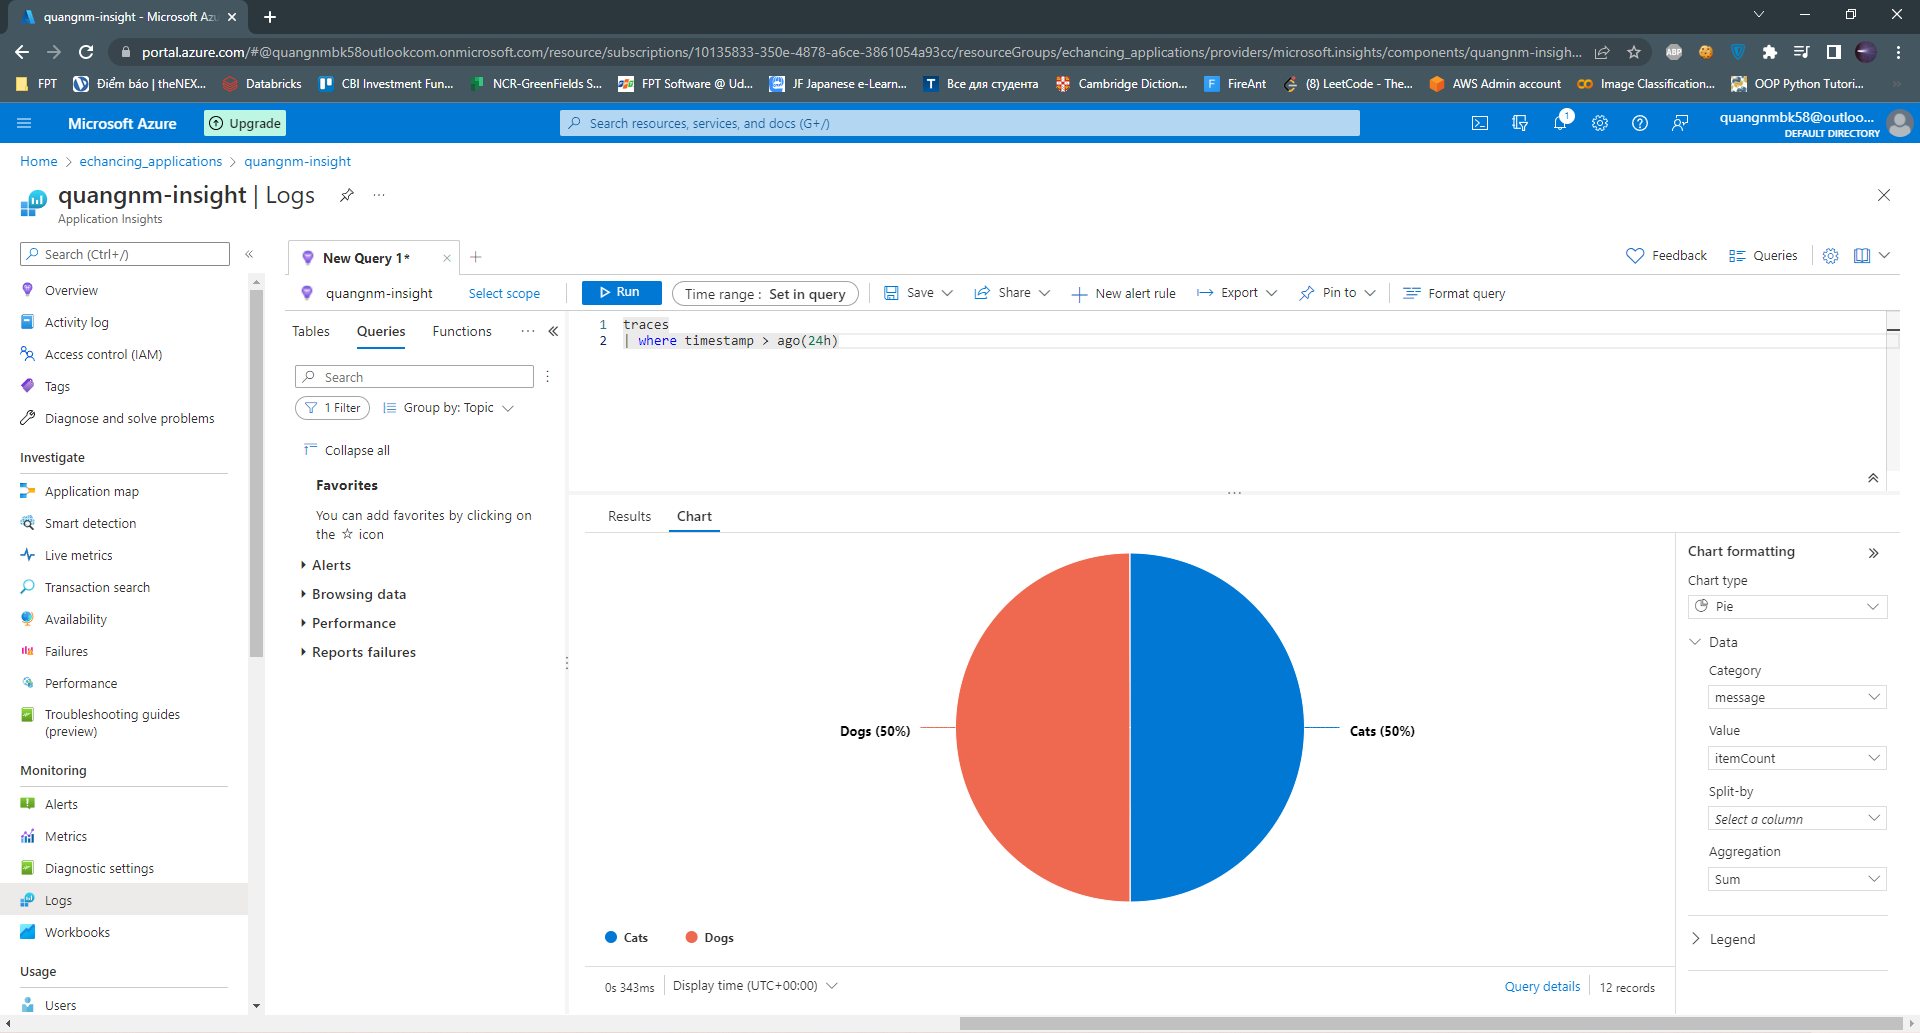 quangnm-insight - Microsoft Az
portal.azure.com/#@quangnmbk58outlookcom.onmicrosoft.com/resource/subscriptions/10135833-350e-4878-a6ce-3861054a93cc/resourceGroups/echancing_applications/providers/microsoft.insights/components/quangnm-insigh...
ABP
FPT Điểm báo | theNEX... Databricks CBI Investment Fun... NCR-GreenFields S... FPT Software @ Ud... JF Japanese e-Learn... Все для студента Cambridge Diction... FireAnt (8) LeetCode - The... AWS Admin account Image Classification... OOP Python Tutori...
Microsoft Azure Upgrade Search resources, services, and docs (G+/) 1 quangnmbk58@outloo...
DEFAULT DIRECTORY
Home > echancing_applications > quangnm-insight
quangnm-insight | Logs ...
Application Insights
Search (Ctrl+/) «
Overview
Activity log
Access control (IAM)
Tags
Diagnose and solve problems
Investigate
Application map
Smart detection
Live metrics
Transaction search
Availability
Failures
Performance
Troubleshooting guides
(preview)
Monitoring
Alerts
Metrics
Diagnostic settings
Logs
Workbooks
Usage
Users
New Query 1*
Feedback Queries
quangnm-insight Select scope Run Time range : Set in query Save Share New alert rule Export Pin to Format query
Tables Queries Functions ... «
Search
1 Filter Group by: Topic
Collapse all
Favorites
You can add favorites by clicking on
the ☆ icon
Alerts
Browsing data
Performance
Reports failures
1 traces
2 | where timestamp > ago(24h)
Results Chart
Dogs (50%)
Cats (50%)
Cats Dogs
0s 343ms Display time (UTC+00:00) Query details 12 records
Chart formatting »
Chart type
Pie
Data
Category
message
Value
itemCount
Split-by
Select a column
Aggregation
Sum
Legend